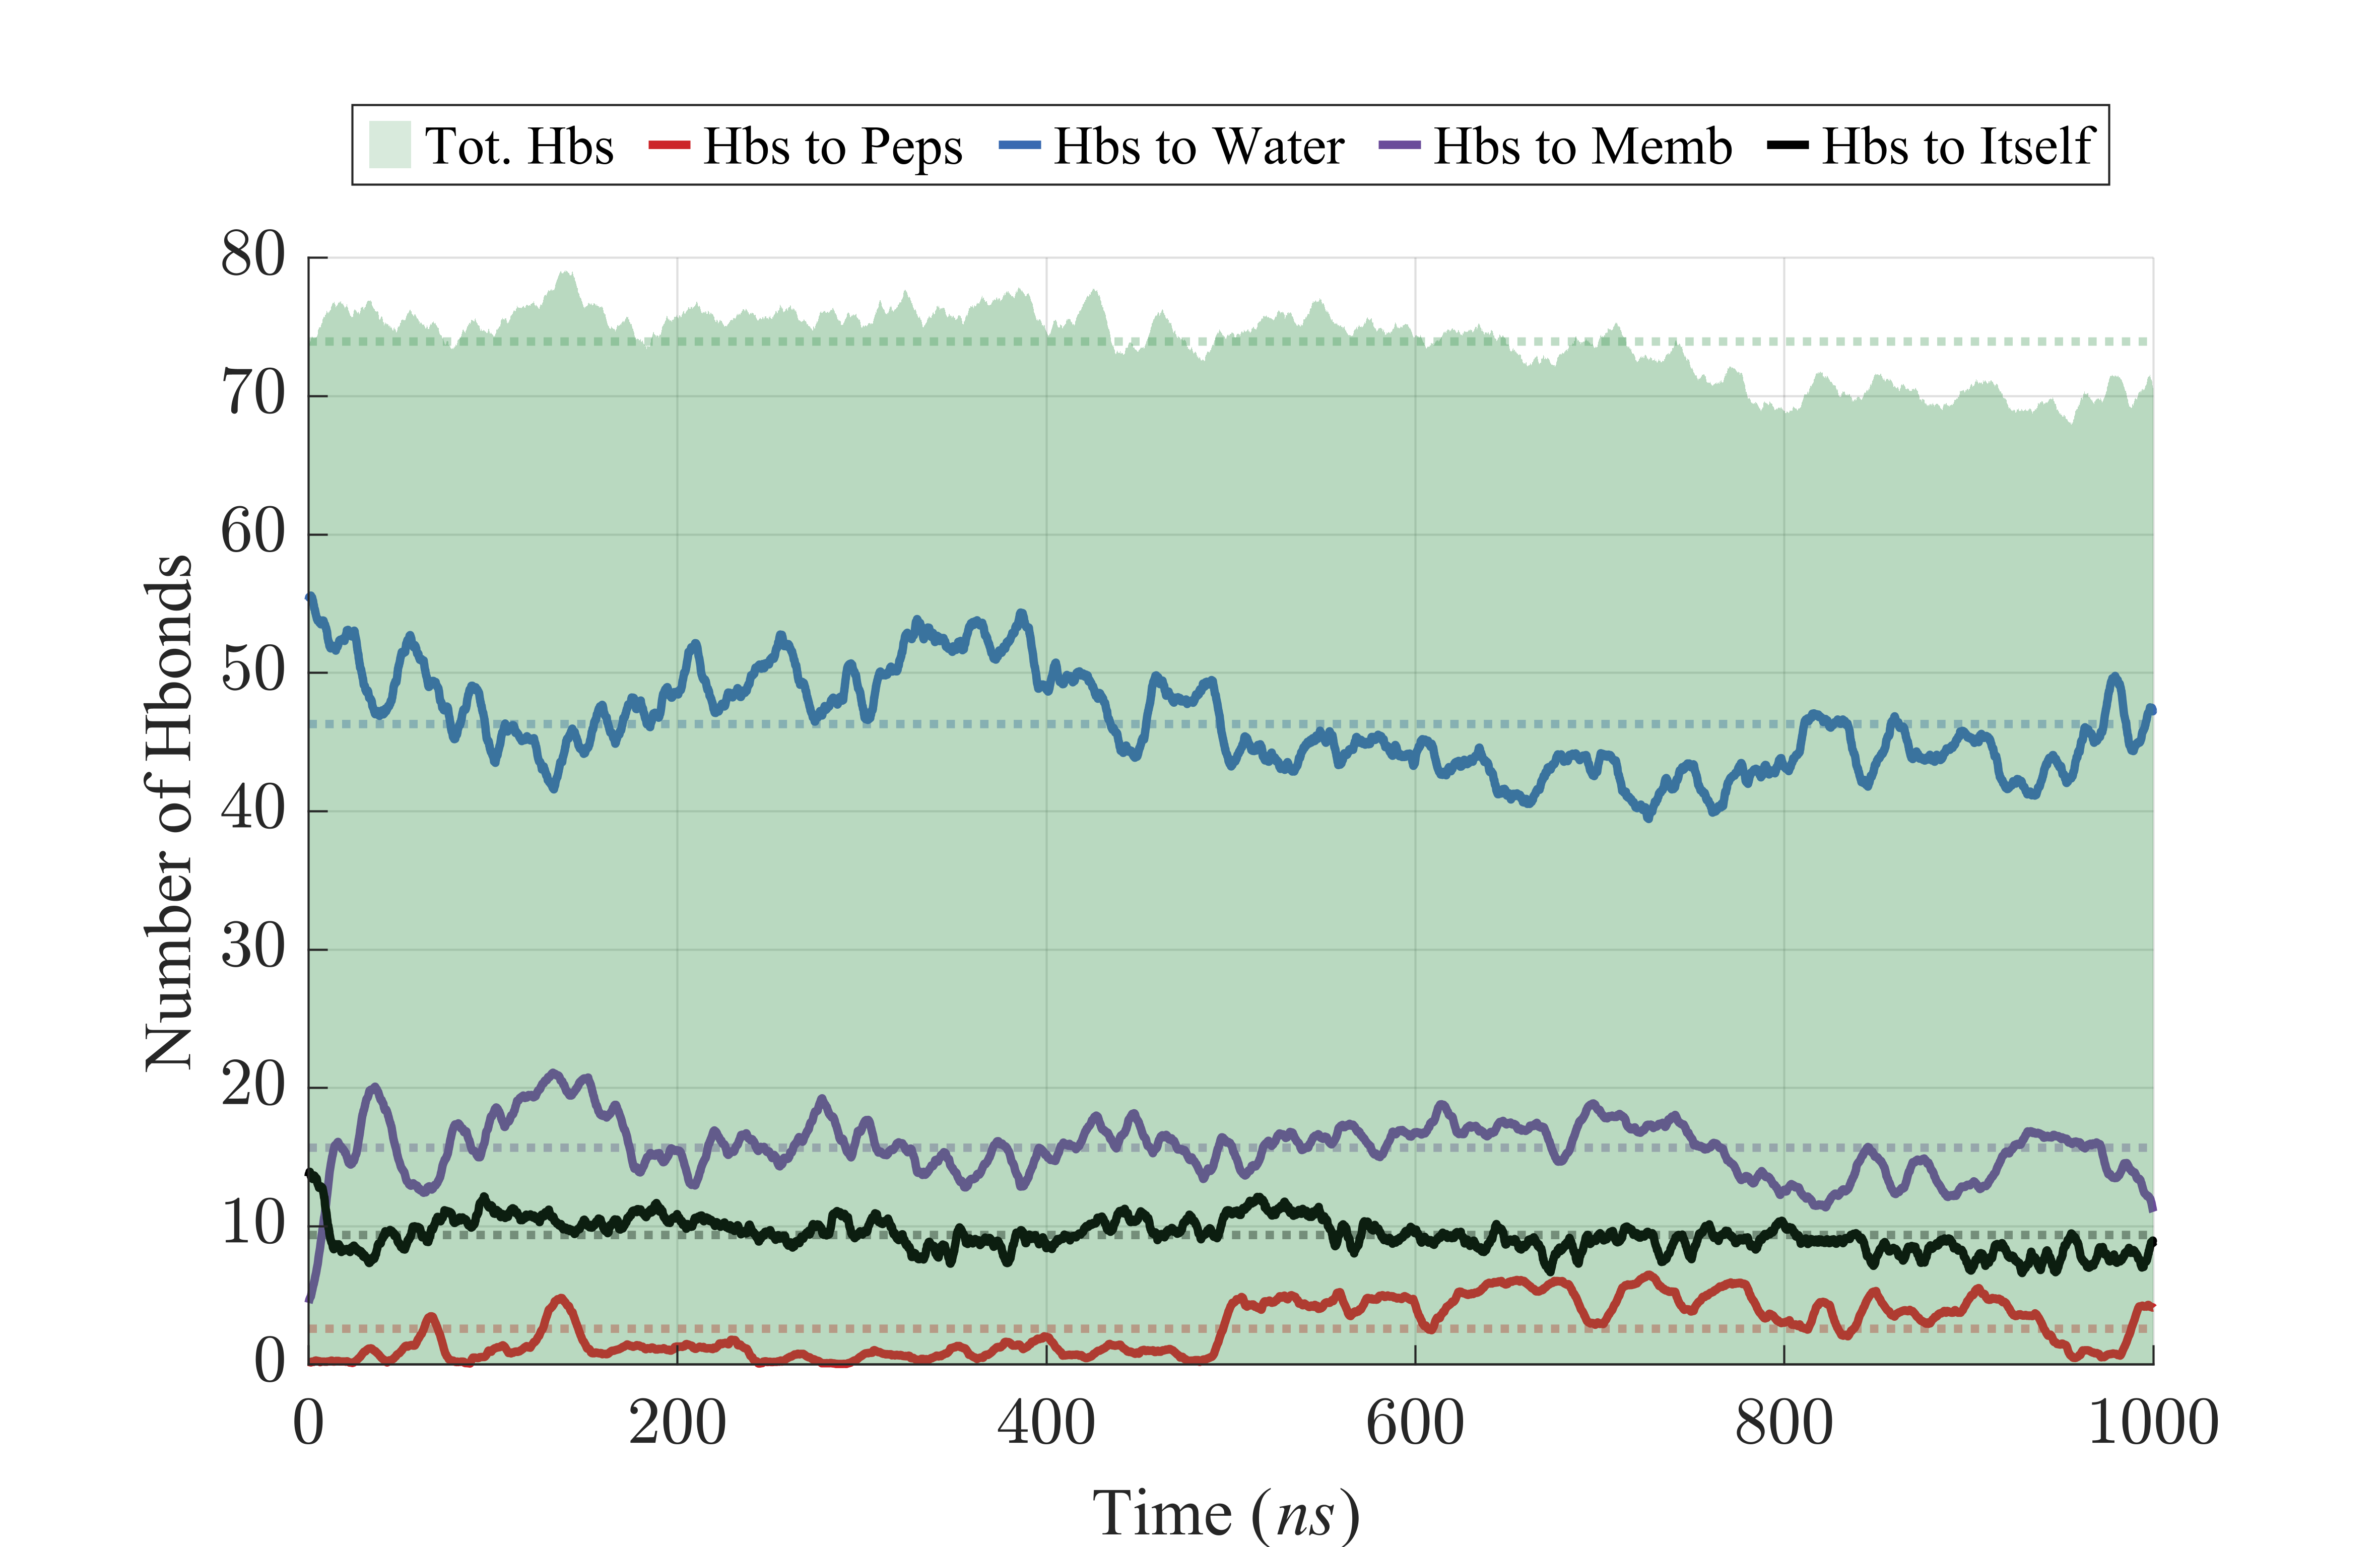 Tot. Hbs Hbs to Peps Hbs to Water Hbs to Memb Hbs to Itself
80
70
60
50
40
30
20
10
0
Number of Hbonds
0 200 400 600 800 1000
Time (ns)